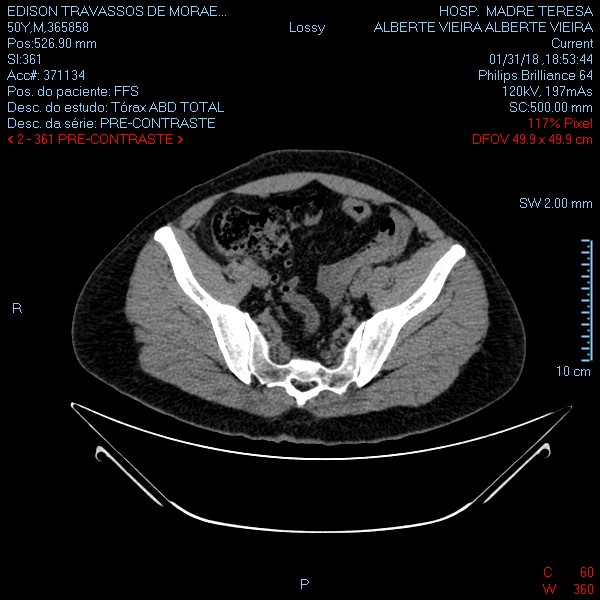 EDISON TRAVASSOS DE MORAE...
50Y,M,365858
Pos:526.90 mm
Sl:361
Acc#: 371134
Pos. do paciente: FFS
Desc. do estudo: Tórax ABD TOTAL
Desc. da série: PRE-CONTRASTE
< 2 - 361 PRE-CONTRASTE >
Lossy
HOSP. MADRE TERESA
ALBERTE VIEIRA ALBERTE VIEIRA
Current
01/31/18 ,18:53:44
Philips Brilliance 64
120kV, 197mAs
SC:500.00 mm
117% Pixel
DFOV 49.9 x 49.9 cm
SW 2.00 mm
R
10 cm
P
C 60
W 360